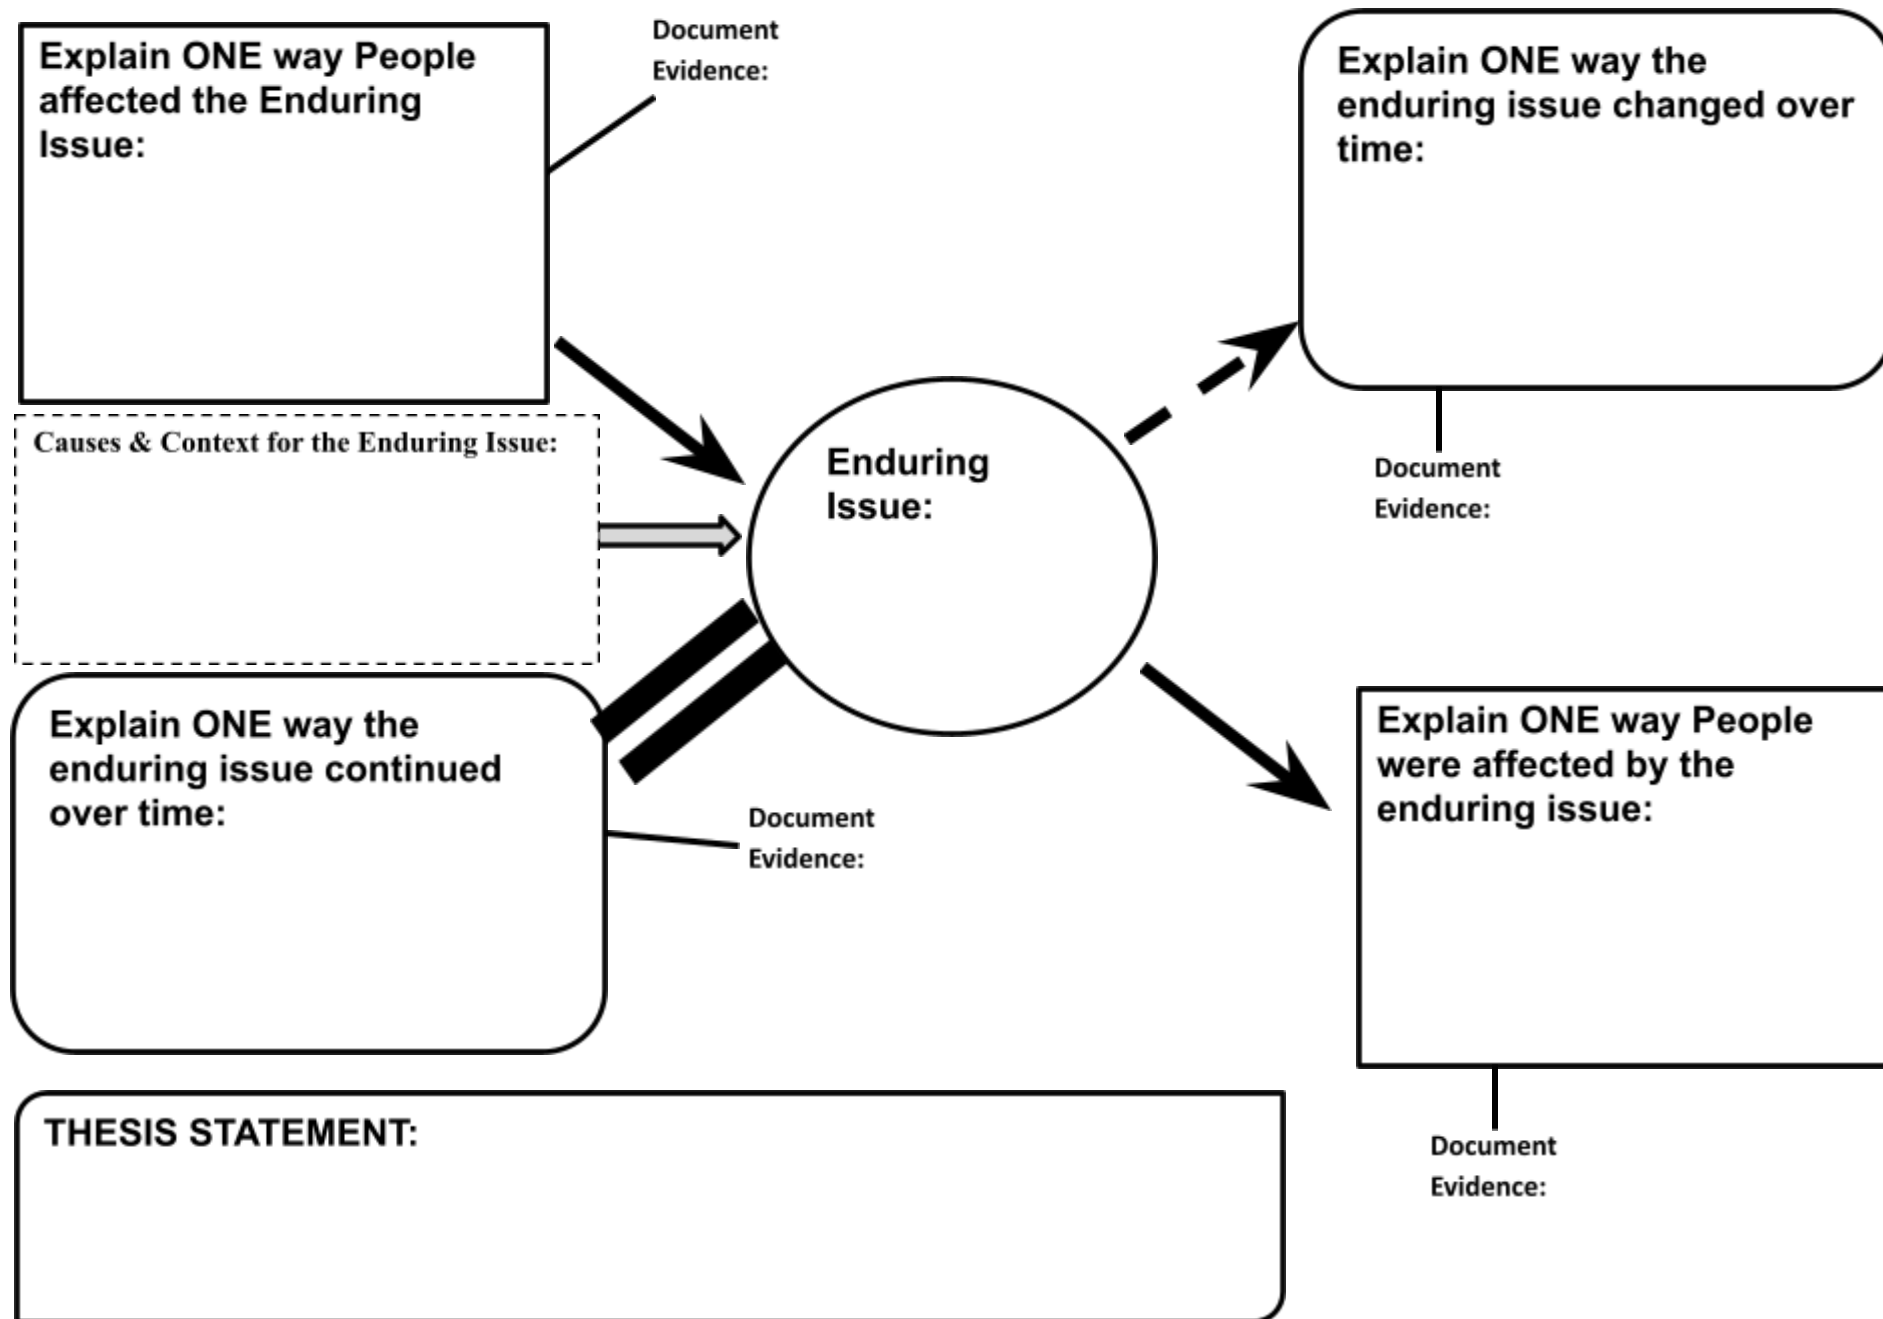 Explain ONE way People
affected the Enduring
Issue:
Document
Evidence:
Explain ONE way the
enduring issue changed over
time:
Document
Evidence:
Causes & Context for the Enduring Issue:
Enduring
Issue:
Explain ONE way the
enduring issue continued
over time:
Document
Evidence:
Explain ONE way People
were affected by the
enduring issue:
Document
Evidence:
THESIS STATEMENT: